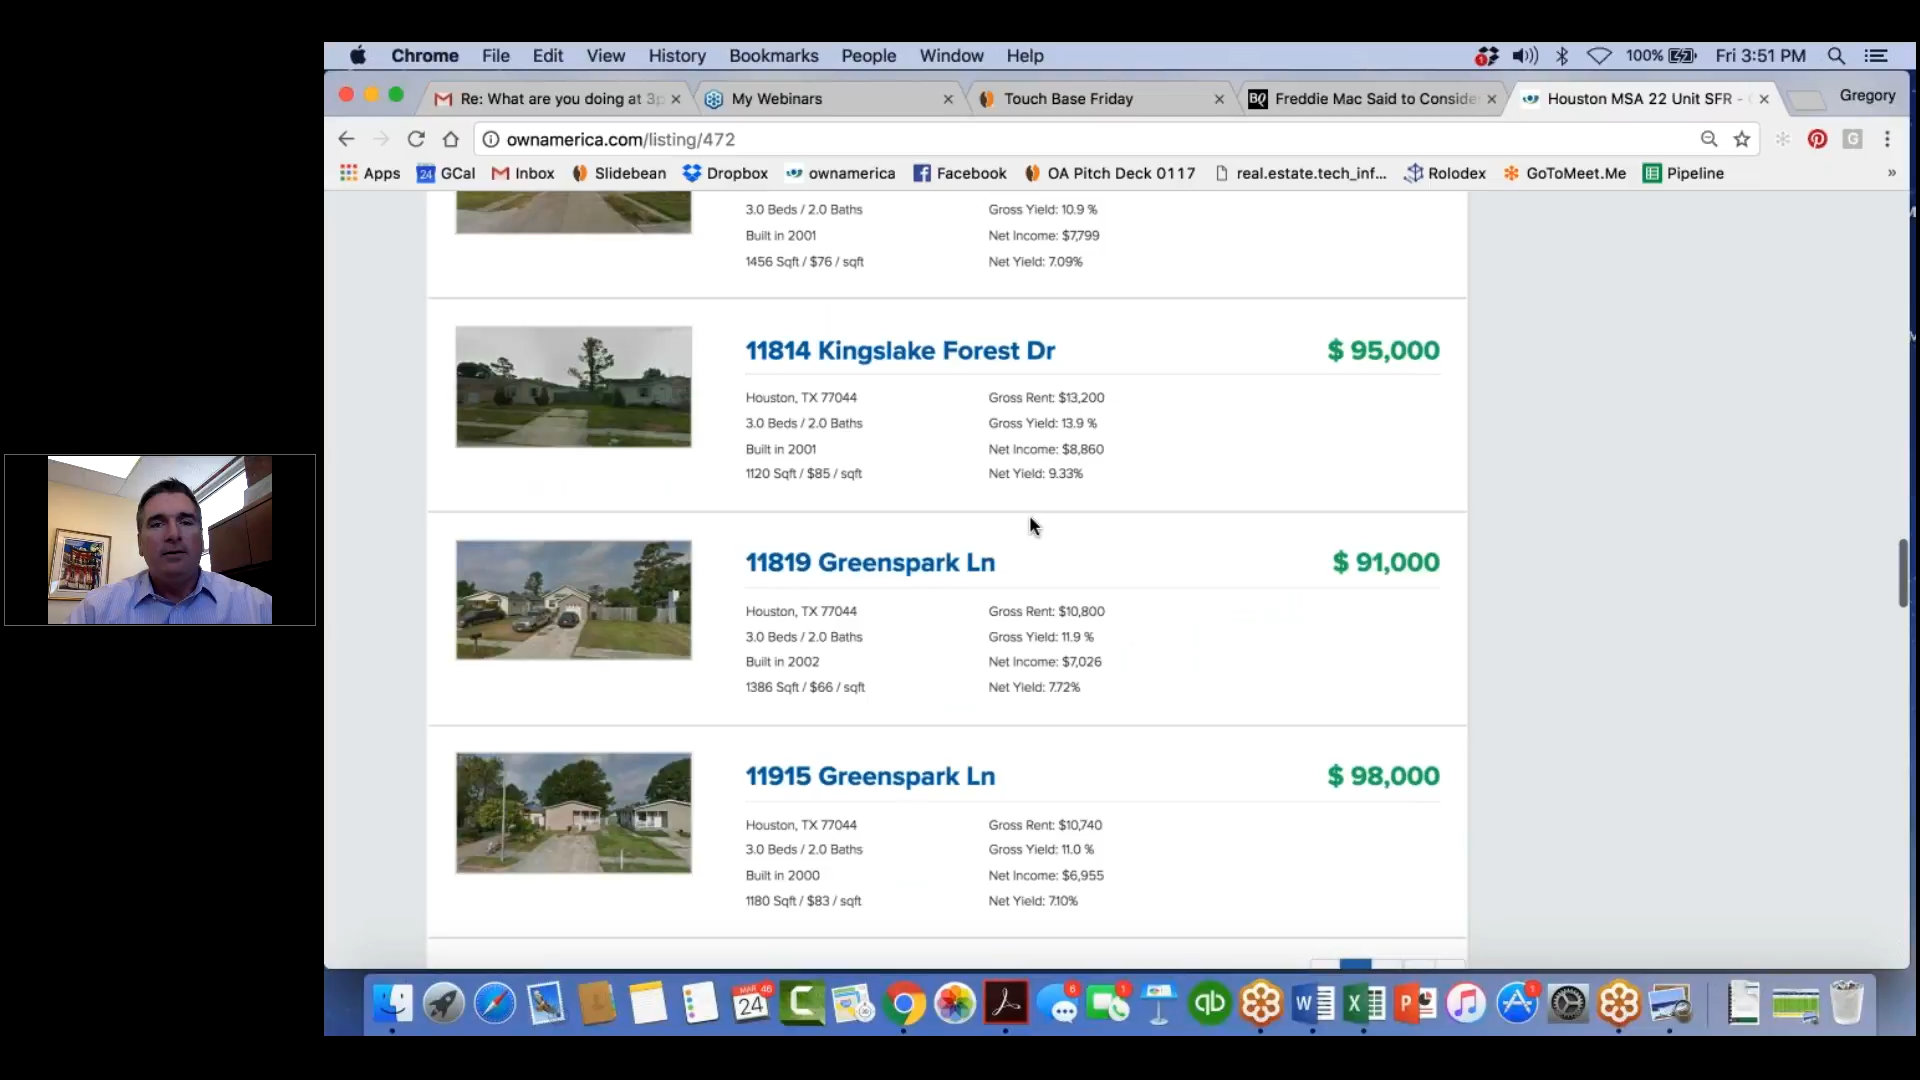 Chrome File Edit View History Bookmarks People Window Help 100% Fri 3:51 PM
Re: What are you doing at 3p
My Webinars
Touch Base Friday
BQ Freddie Mac Said to Conside
Houston MSA 22 Unit SFR -
Gregory
ownamerica.com/listing/472
Apps 24 GCal Inbox Slidebean Dropbox ownamerica Facebook OA Pitch Deck 0117 real.estate.tech_inf... Rolodex GoToMeet.Me Pipeline »
3.0 Beds / 2.0 Baths Gross Yield: 10.9 %
Built in 2001 Net Income: $7,799
1456 Sqft / $76 / sqft Net Yield: 7.09%
11814 Kingslake Forest Dr $ 95,000
Houston, TX 77044 Gross Rent: $13,200
3.0 Beds / 2.0 Baths Gross Yield: 13.9 %
Built in 2001 Net Income: $8,860
1120 Sqft / $85 / sqft Net Yield: 9.33%
11819 Greenspark Ln $ 91,000
Houston, TX 77044 Gross Rent: $10,800
3.0 Beds / 2.0 Baths Gross Yield: 11.9 %
Built in 2002 Net Income: $7,026
1386 Sqft / $66 / sqft Net Yield: 7.72%
11915 Greenspark Ln $ 98,000
Houston, TX 77044 Gross Rent: $10,740
3.0 Beds / 2.0 Baths Gross Yield: 11.0 %
Built in 2000 Net Income: $6,955
1180 Sqft / $83 / sqft Net Yield: 7.10%
MAR 46 6 1 1
24 qb W X P